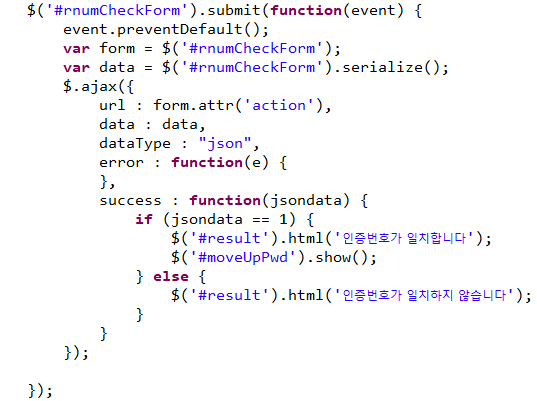 $('#rnumCheckForm').submit(function(event) {
    event.preventDefault();
    var form = $('#rnumCheckForm');
    var data = $('#rnumCheckForm').serialize();
    $.ajax({
        url : form.attr('action'),
        data : data,
        dataType : "json",
        error : function(e) {
        },
        success : function(jsondata) {
            if (jsondata == 1) {
                $('#result').html('인증번호가 일치합니다');
                $('#moveUpPwd').show();
            } else {
                $('#result').html('인증번호가 일치하지 않습니다');
            }
        }
    });

});